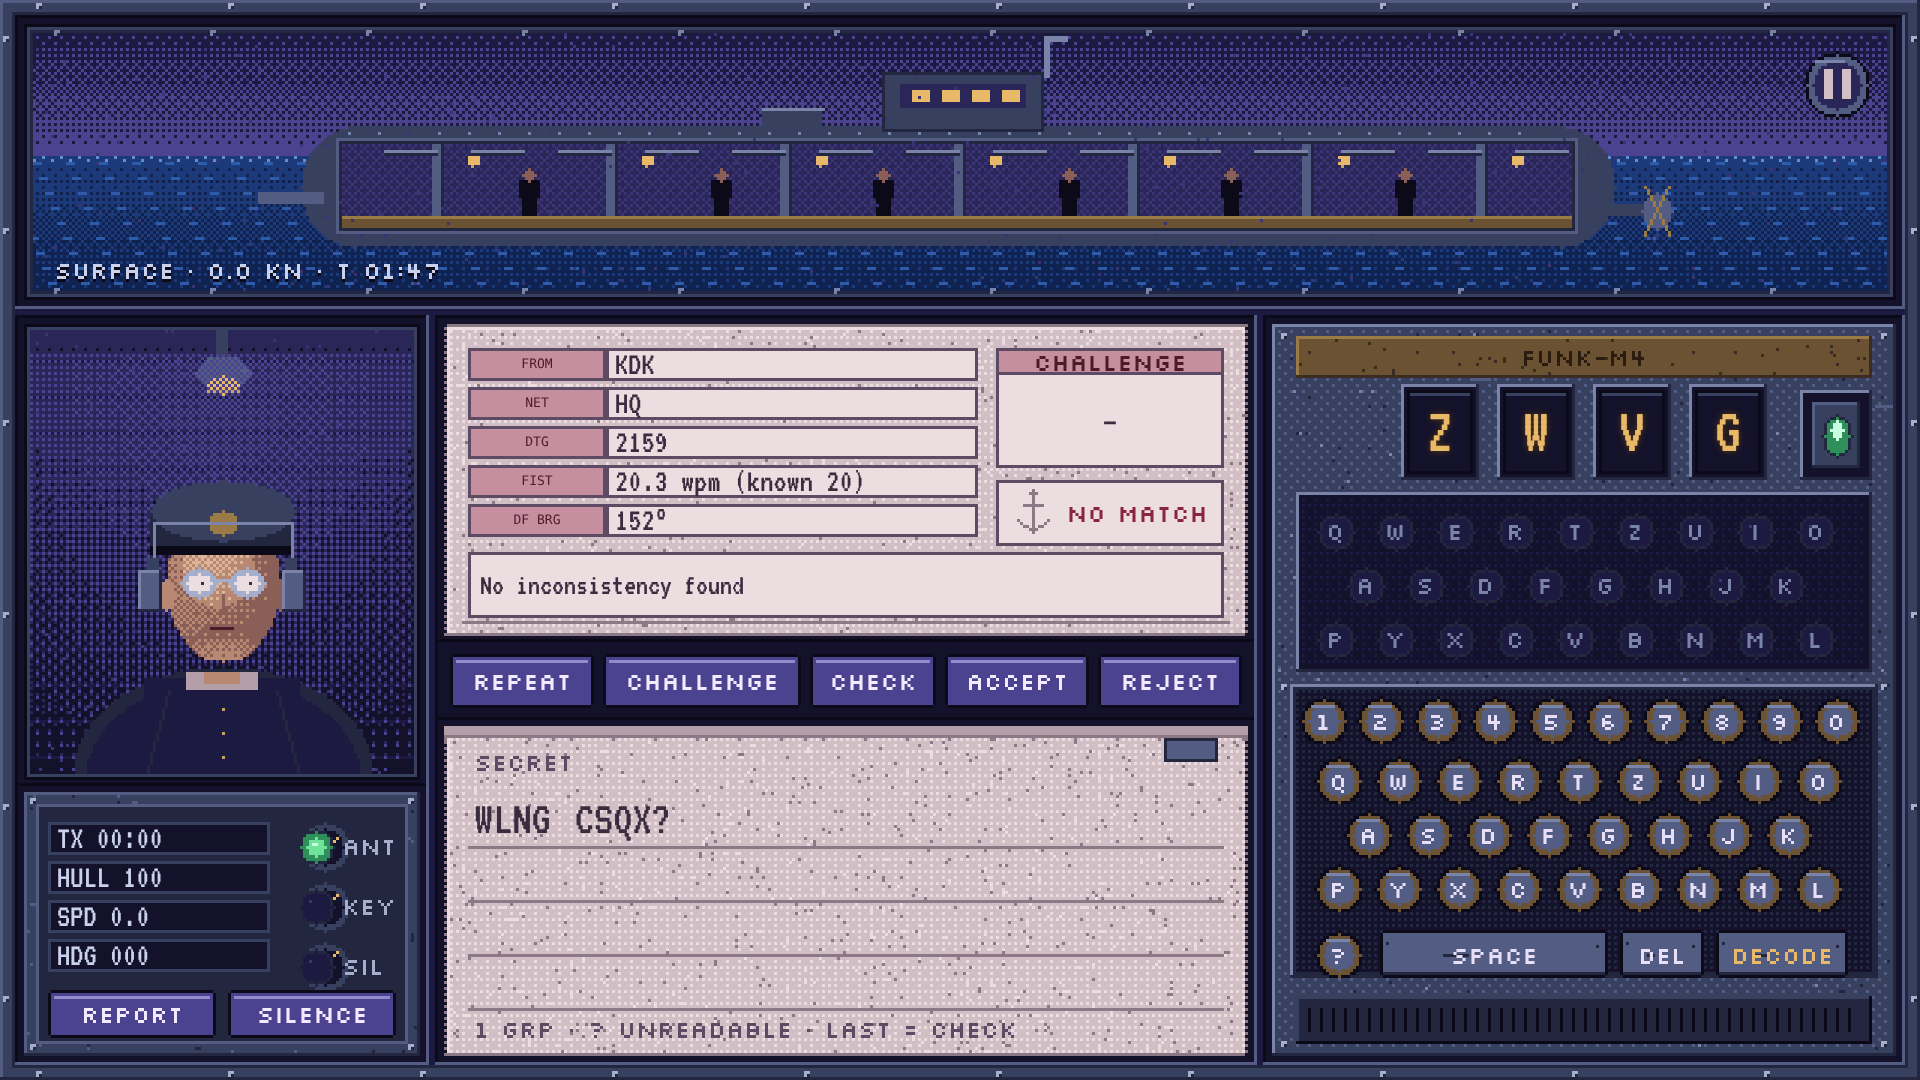 SURFACE · 0.0 KN · T 01:47
FROM KDK
NET HQ
DTG 2159
FIST 20.3 wpm (known 20)
DF BRG 152°
CHALLENGE
–
NO MATCH
No inconsistency found
REPEAT CHALLENGE CHECK ACCEPT REJECT
SECRET
WLNG CSQX?
1 GRP · ? UNREADABLE · LAST = CHECK
TX 00:00
HULL 100
SPD 0.0
HDG 000
ANT
KEY
SIL
REPORT SILENCE
FUNK-M4
Z W V G
Q W E R T Z U I O
A S D F G H J K
P Y X C V B N M L
1 2 3 4 5 6 7 8 9 0
Q W E R T Z U I O
A S D F G H J K
P Y X C V B N M L
? SPACE DEL DECODE